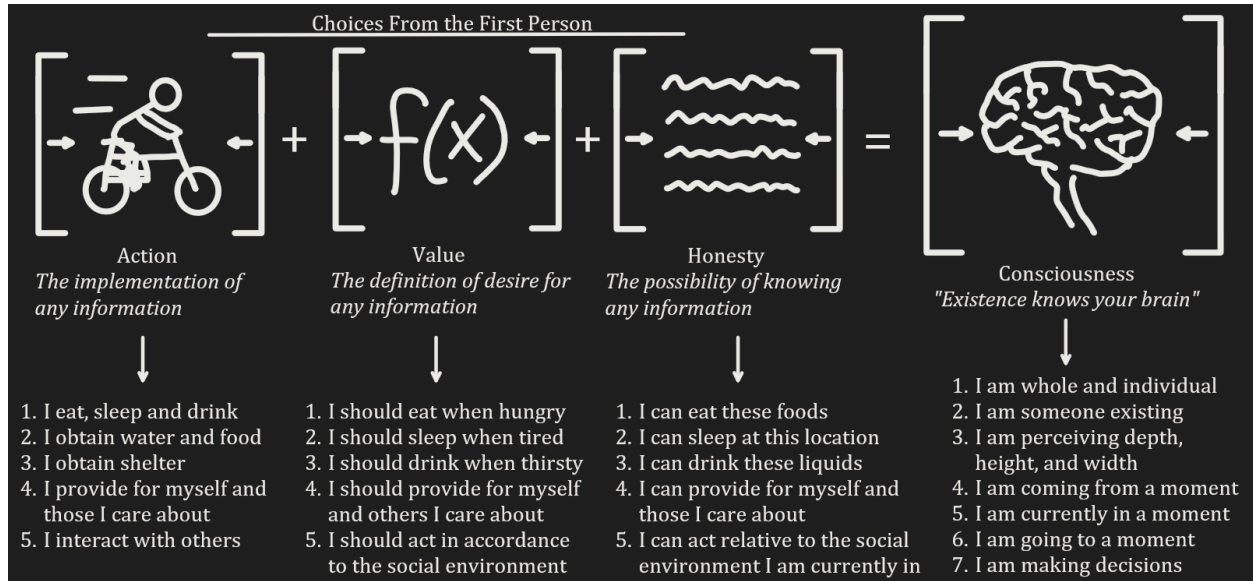 Choices From the First Person
f(x)
+
+
=
Action
The implementation of
any information
Value
The definition of desire for
any information
Honesty
The possibility of knowing
any information
Consciousness
"Existence knows your brain"
1. I eat, sleep and drink
2. I obtain water and food
3. I obtain shelter
4. I provide for myself and
those I care about
5. I interact with others
1. I should eat when hungry
2. I should sleep when tired
3. I should drink when thirsty
4. I should provide for myself
and others I care about
5. I should act in accordance
to the social environment
1. I can eat these foods
2. I can sleep at this location
3. I can drink these liquids
4. I can provide for myself and
those I care about
5. I can act relative to the social
environment I am currently in
1. I am whole and individual
2. I am someone existing
3. I am perceiving depth,
height, and width
4. I am coming from a moment
5. I am currently in a moment
6. I am going to a moment
7. I am making decisions